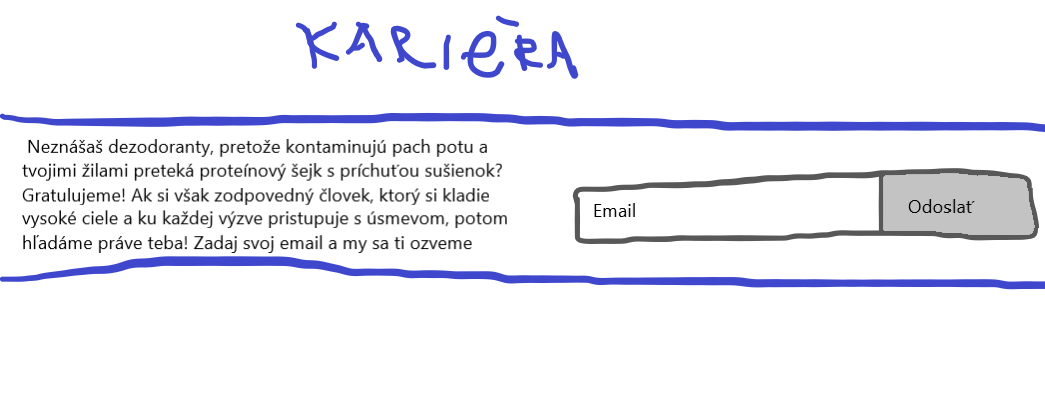 KARIÉRA
Neznášaš dezodoranty, pretože kontaminujú pach potu a
tvojimi žilami preteká proteínový šejk s príchuťou sušienok?
Gratulujeme! Ak si však zodpovedný človek, ktorý si kladie
vysoké ciele a ku každej výzve pristupuje s úsmevom, potom
hľadáme práve teba! Zadaj svoj email a my sa ti ozveme
Email
Odoslať